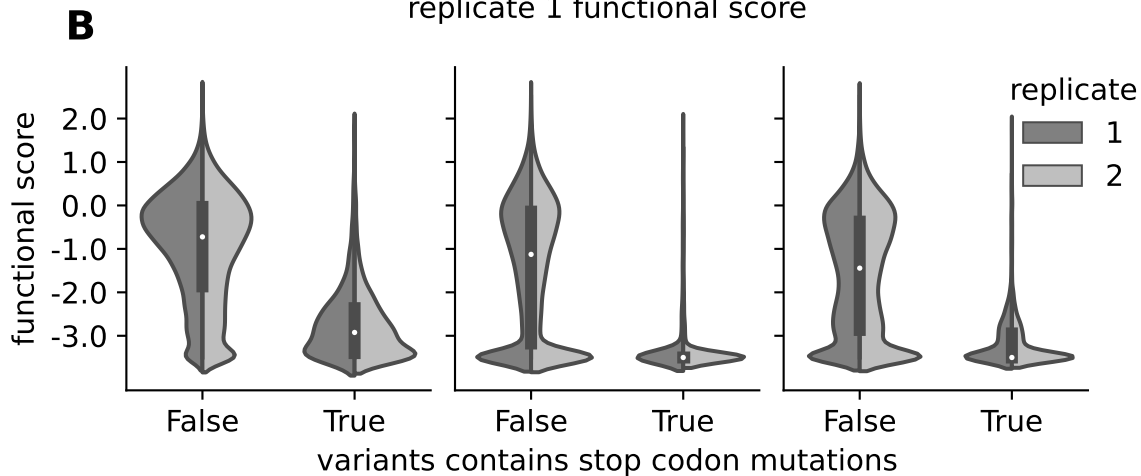 replicate 1 functional score
B
functional score
2.0
1.0
0.0
-1.0
-2.0
-3.0
replicate
1
2
False True False True False True
variants contains stop codon mutations